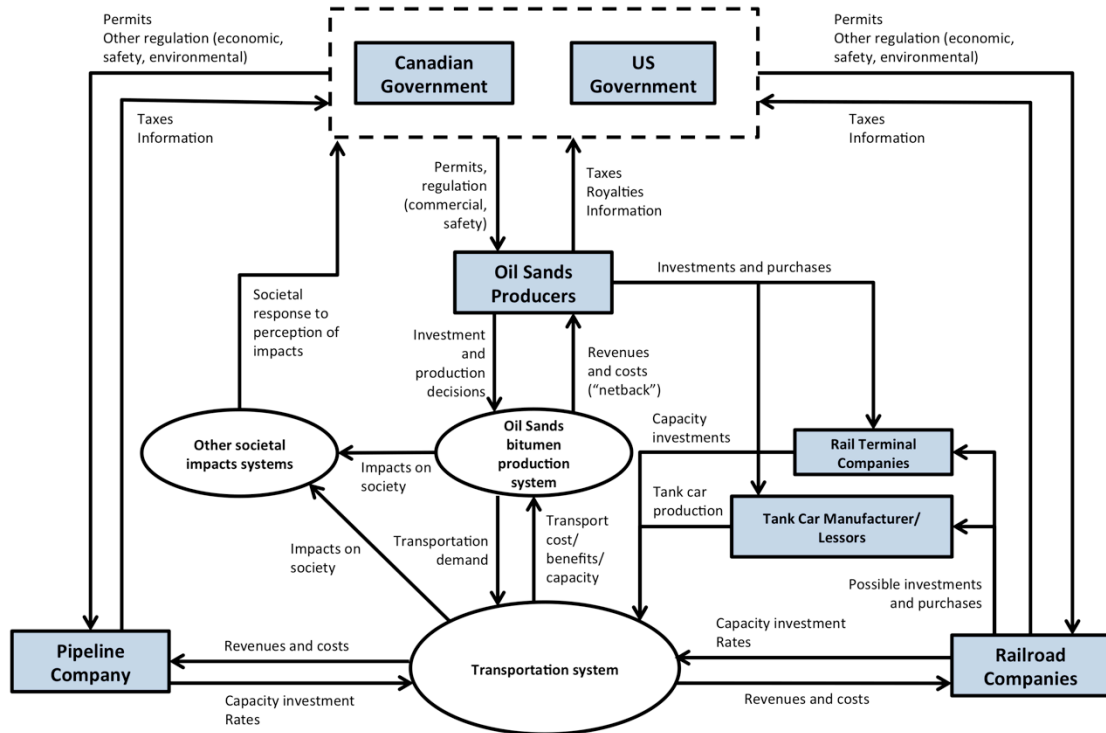 Permits
Other regulation (economic,
safety, environmental)
Canadian
Government
US
Government
Permits
Other regulation (economic,
safety, environmental)
Taxes
Information
Taxes
Information
Permits,
regulation
(commercial,
safety)
Taxes
Royalties
Information
Oil Sands
Producers
Investments and purchases
Societal
response to
perception of
impacts
Investment
and
production
decisions
Revenues
and costs
(“netback”)
Other societal
impacts systems
Impacts on
society
Oil Sands
bitumen
production
system
Capacity
investments
Rail Terminal
Companies
Tank car
production
Tank Car Manufacturer/
Lessors
Impacts on
society
Transportation
demand
Transport
cost/
benefits/
capacity
Possible investments
and purchases
Pipeline
Company
Revenues and costs
Capacity investment
Rates
Transportation system
Capacity investment
Rates
Revenues and costs
Railroad
Companies